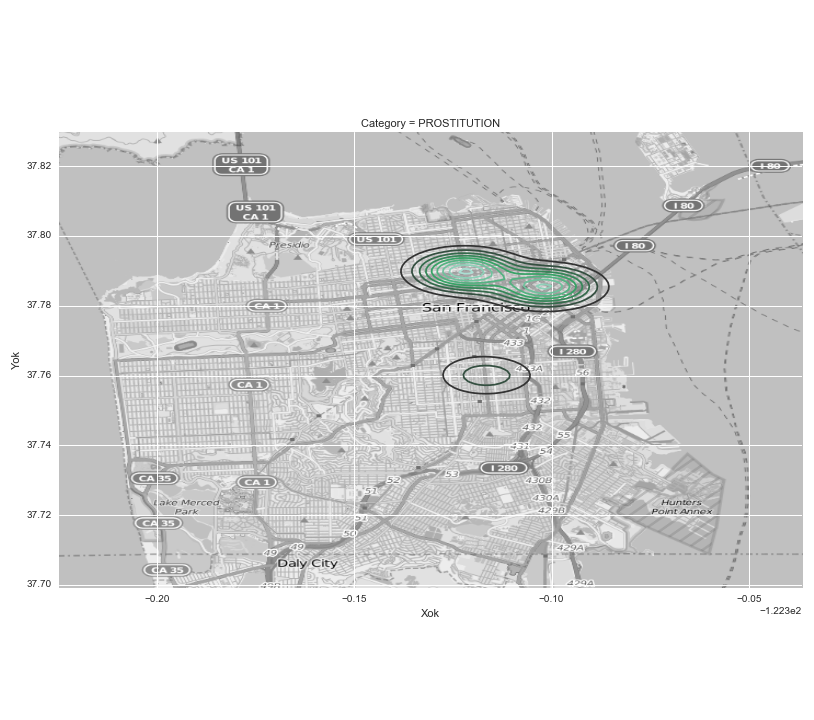 Category = PROSTITUTION
37.82
37.80
37.78
37.76
37.74
37.72
37.70
Yok
US 101
CA 1
US 101
CA 1
Presidio
US 101
I 80
I 80
I 80
CA 1
San Francisco
1C
1
433
I 280
433A
56
CA 1
432
432
55
431
54
I 280
53
52
CA 35
CA 1
430B
51
430A
Lake Merced
Park
Hunters
Point Annex
429B
51
CA 35
50
49
49
429A
Daly City
CA 35
49B
429A
−0.20
−0.15
−0.10
−0.05
−1.223e2
Xok